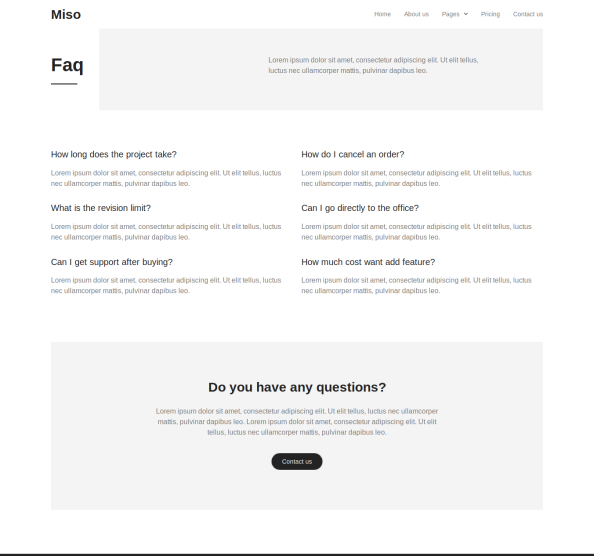 Miso
Home About us Pages Pricing Contact us
Faq
Lorem ipsum dolor sit amet, consectetur adipiscing elit. Ut elit tellus,
luctus nec ullamcorper mattis, pulvinar dapibus leo.
How long does the project take?
Lorem ipsum dolor sit amet, consectetur adipiscing elit. Ut elit tellus, luctus
nec ullamcorper mattis, pulvinar dapibus leo.
How do I cancel an order?
Lorem ipsum dolor sit amet, consectetur adipiscing elit. Ut elit tellus, luctus
nec ullamcorper mattis, pulvinar dapibus leo.
What is the revision limit?
Lorem ipsum dolor sit amet, consectetur adipiscing elit. Ut elit tellus, luctus
nec ullamcorper mattis, pulvinar dapibus leo.
Can I go directly to the office?
Lorem ipsum dolor sit amet, consectetur adipiscing elit. Ut elit tellus, luctus
nec ullamcorper mattis, pulvinar dapibus leo.
Can I get support after buying?
Lorem ipsum dolor sit amet, consectetur adipiscing elit. Ut elit tellus, luctus
nec ullamcorper mattis, pulvinar dapibus leo.
How much cost want add feature?
Lorem ipsum dolor sit amet, consectetur adipiscing elit. Ut elit tellus, luctus
nec ullamcorper mattis, pulvinar dapibus leo.
Do you have any questions?
Lorem ipsum dolor sit amet, consectetur adipiscing elit. Ut elit tellus, luctus nec ullamcorper
mattis, pulvinar dapibus leo. Lorem ipsum dolor sit amet, consectetur adipiscing elit. Ut elit
tellus, luctus nec ullamcorper mattis, pulvinar dapibus leo.
Contact us